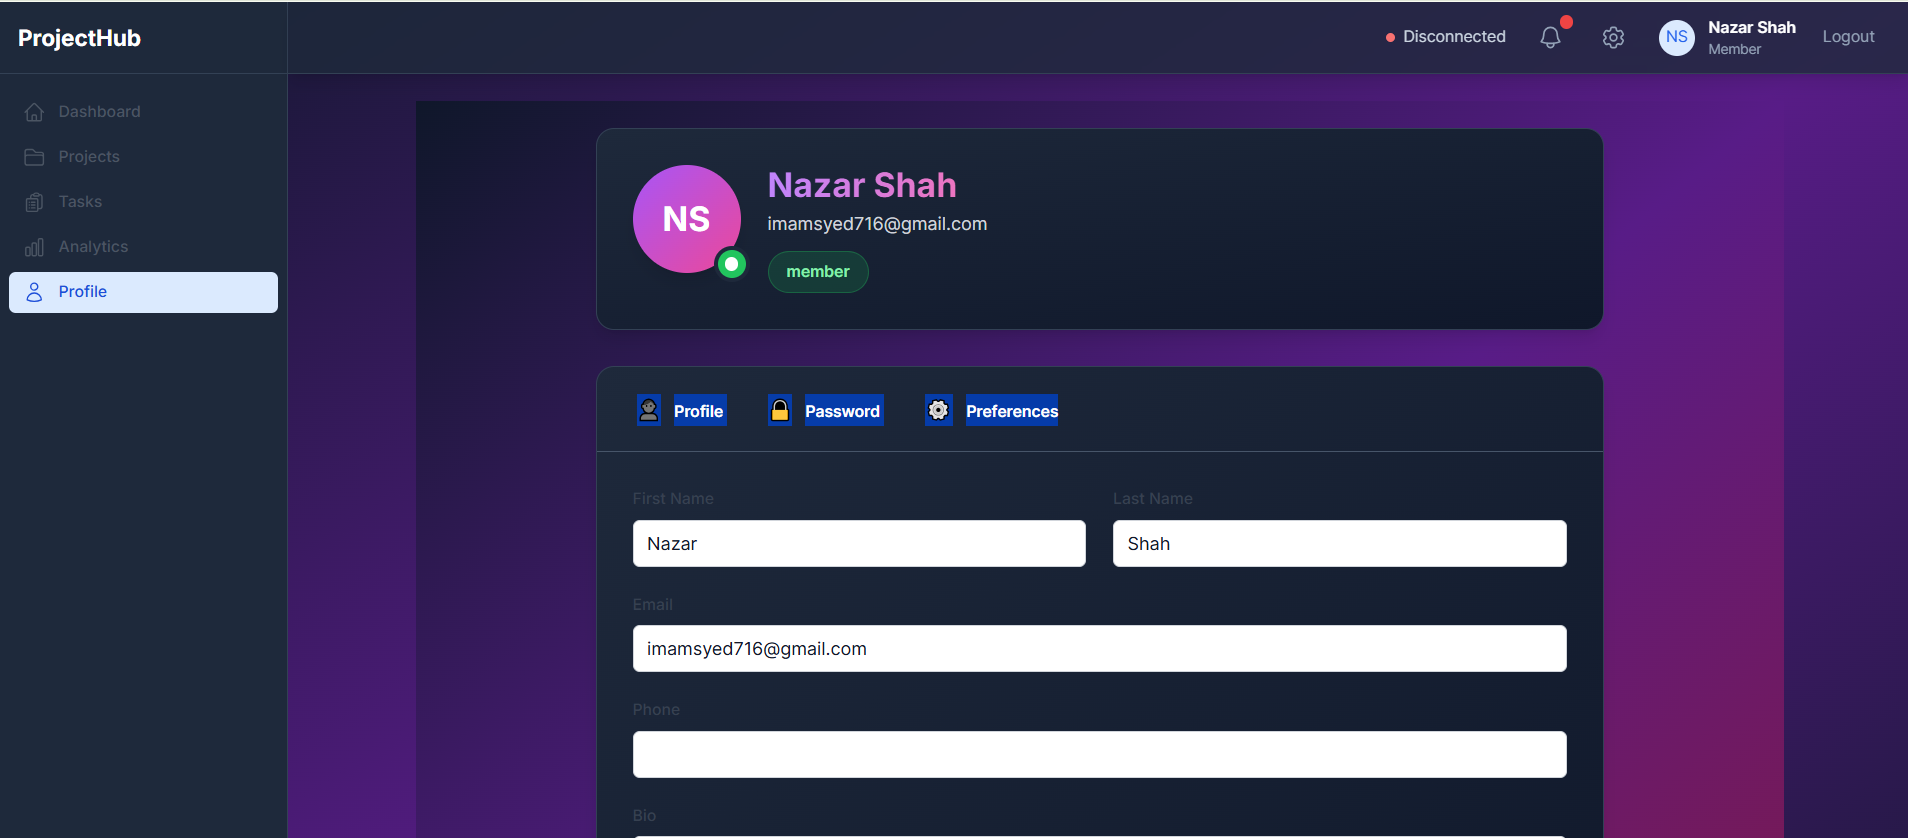 ProjectHub
Disconnected
NS
Nazar Shah
Member
Logout
Dashboard
Projects
Tasks
Analytics
Profile
NS
Nazar Shah
imamsyed716@gmail.com
member
Profile
Password
Preferences
First Name
Last Name
Nazar
Shah
Email
imamsyed716@gmail.com
Phone
Bio